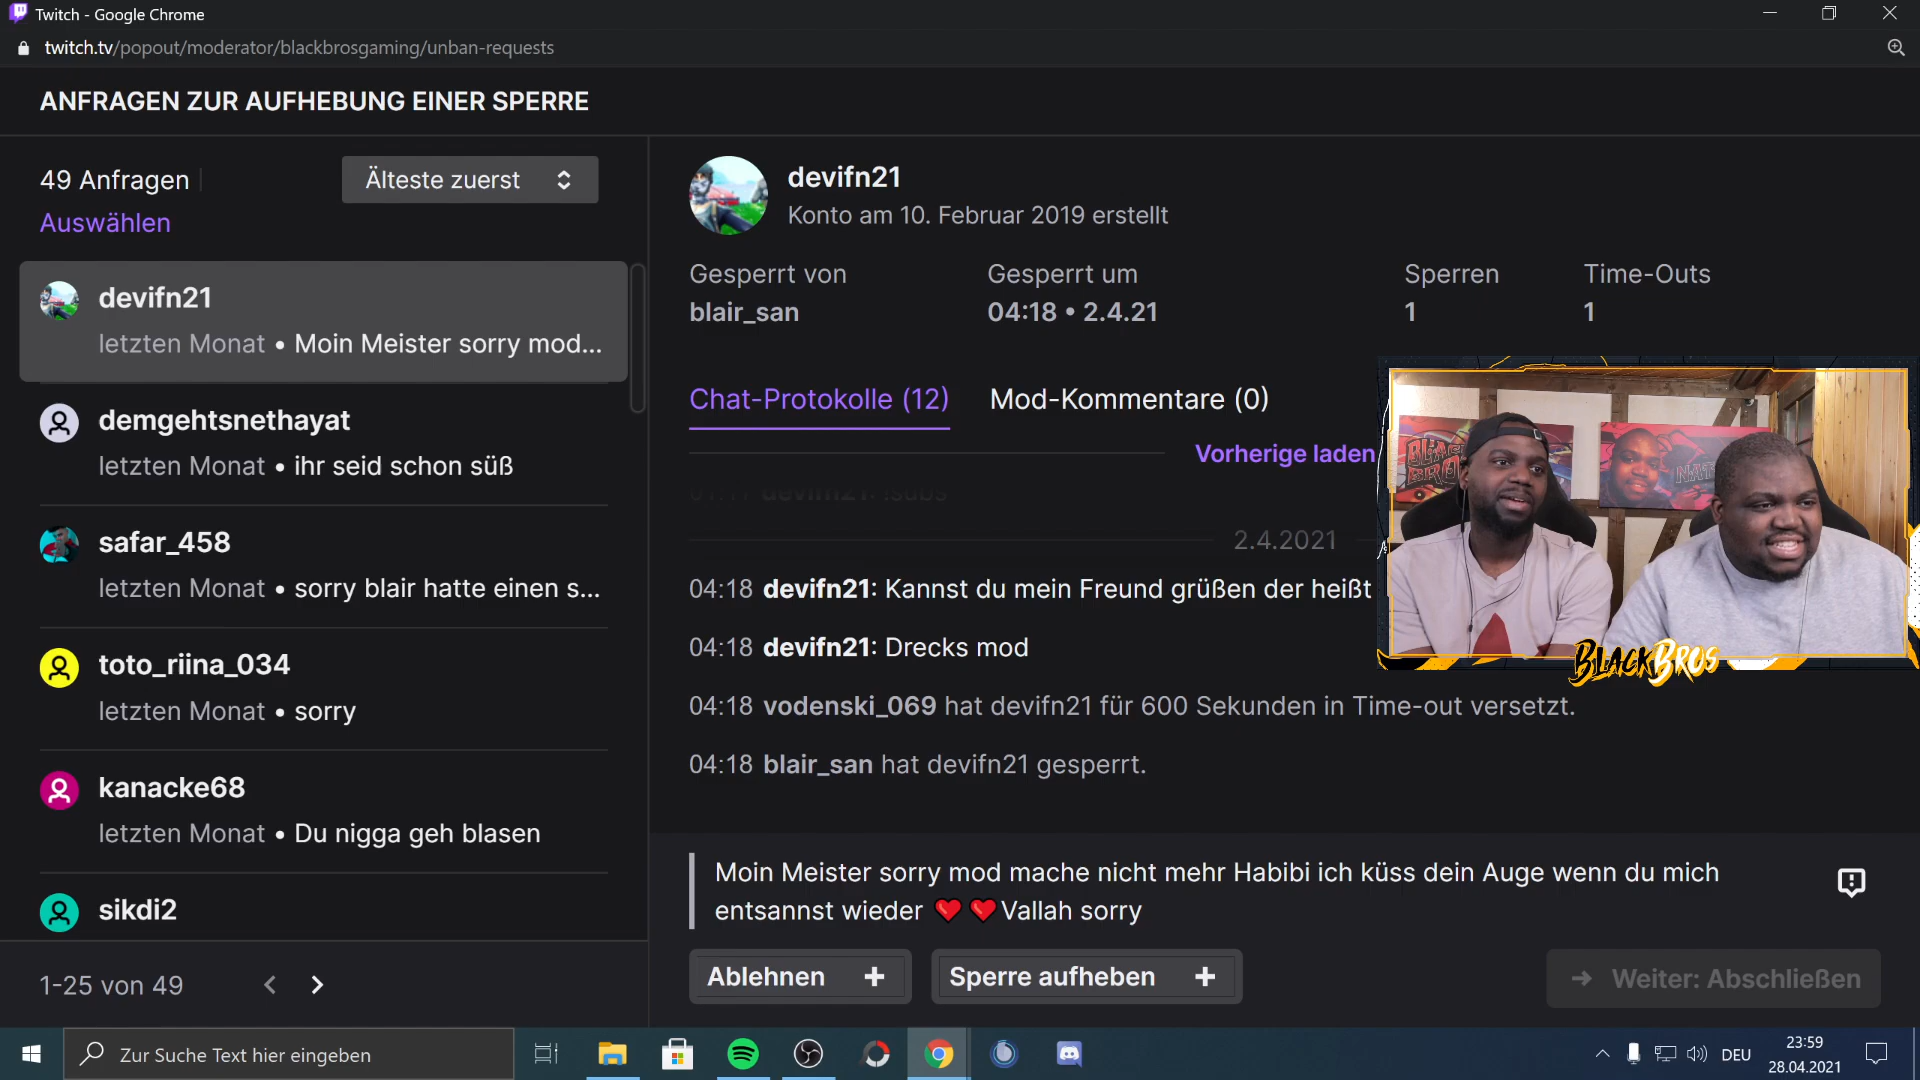 Twitch - Google Chrome
twitch.tv/popout/moderator/blackbrosgaming/unban-requests
ANFRAGEN ZUR AUFHEBUNG EINER SPERRE
49 Anfragen
Älteste zuerst
Auswählen
devifn21
letzten Monat • Moin Meister sorry mod...
demgehtsnethayat
letzten Monat • ihr seid schon süß
safar_458
letzten Monat • sorry blair hatte einen s...
toto_riina_034
letzten Monat • sorry
kanacke68
letzten Monat • Du nigga geh blasen
sikdi2
1-25 von 49
devifn21
Konto am 10. Februar 2019 erstellt
Gesperrt von
blair_san
Gesperrt um
04:18 • 2.4.21
Sperren
1
Time-Outs
1
Chat-Protokolle (12)
Mod-Kommentare (0)
Vorherige laden
devifn21: !subs
2.4.2021
04:18 devifn21: Kannst du mein Freund grüßen der heißt
04:18 devifn21: Drecks mod
04:18 vodenski_069 hat devifn21 für 600 Sekunden in Time-out versetzt.
04:18 blair_san hat devifn21 gesperrt.
BLACKBROS
Moin Meister sorry mod mache nicht mehr Habibi ich küss dein Auge wenn du mich
entsannst wieder ❤️ ❤️Vallah sorry
Ablehnen +
Sperre aufheben +
→ Weiter: Abschließen
Zur Suche Text hier eingeben
DEU
23:59
28.04.2021